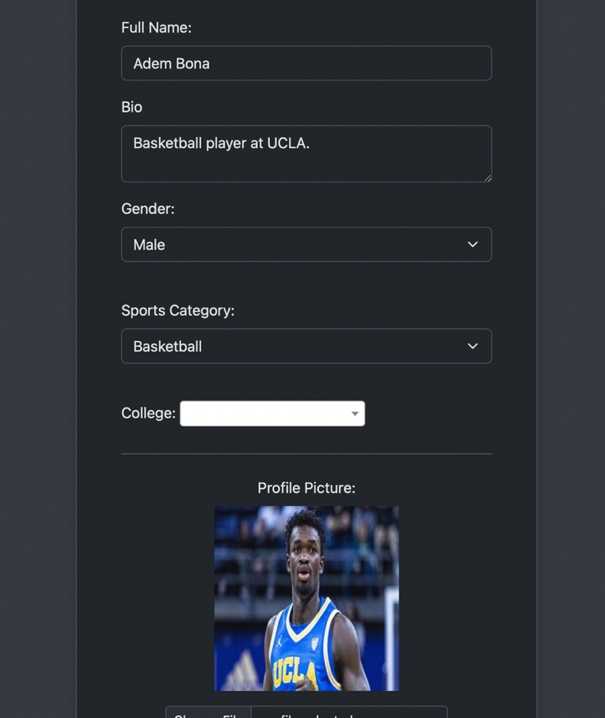 Full Name:
Adem Bona
Bio
Basketball player at UCLA.
Gender:
Male
Sports Category:
Basketball
College:
Profile Picture:
UCLA